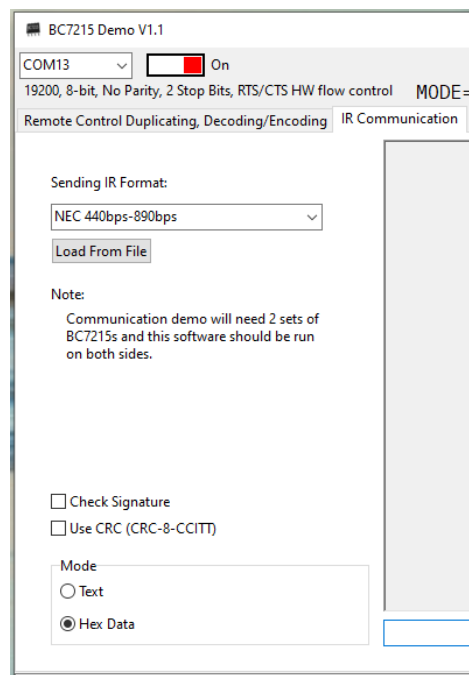 BC7215 Demo V1.1
COM13
On
19200, 8-bit, No Parity, 2 Stop Bits, RTS/CTS HW flow control MODE=
Remote Control Duplicating, Decoding/Encoding IR Communication
Sending IR Format:
NEC 440bps-890bps
Load From File
Note:
Communication demo will need 2 sets of
BC7215s and this software should be run
on both sides.
Check Signature
Use CRC (CRC-8-CCITT)
Mode
Text
Hex Data